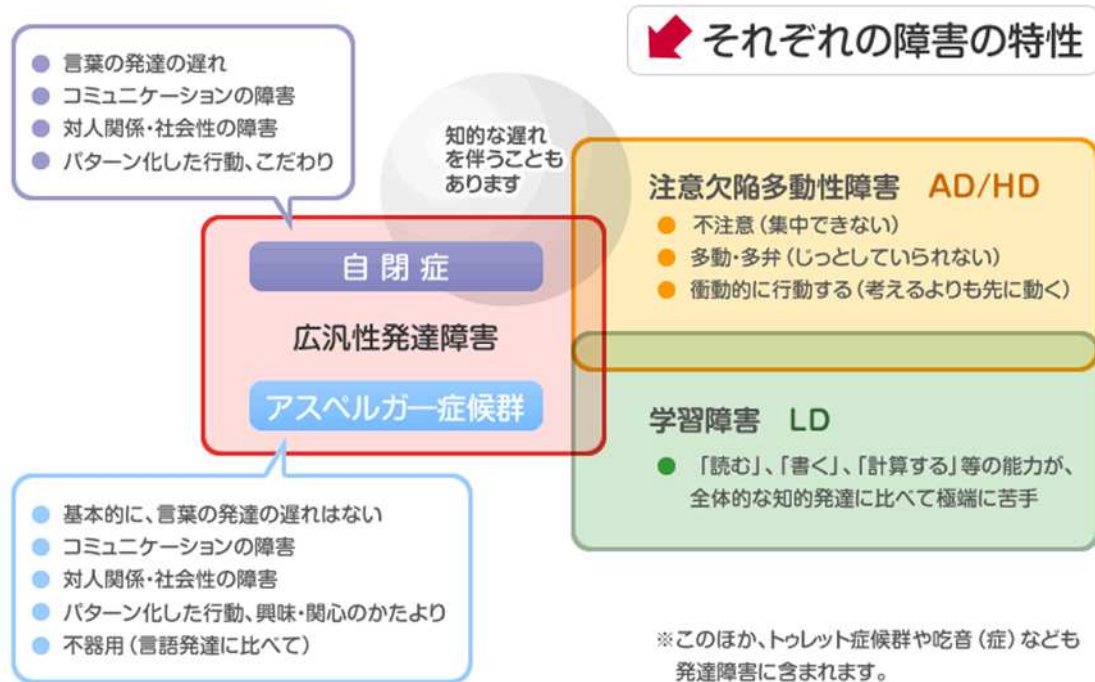 それぞれの障害の特性
● 言葉の発達の遅れ
● コミュニケーションの障害
● 対人関係・社会性の障害
● パターン化した行動、こだわり
知的な遅れ
を伴うことも
あります
自閉症
広汎性発達障害
アスペルガー症候群
● 基本的に、言葉の発達の遅れはない
● コミュニケーションの障害
● 対人関係・社会性の障害
● パターン化した行動、興味・関心のかたより
● 不器用(言語発達に比べて)
注意欠陥多動性障害 AD/HD
● 不注意(集中できない)
● 多動・多弁(じっとしていられない)
● 衝動的に行動する(考えるよりも先に動く)
学習障害 LD
● 「読む」、「書く」、「計算する」等の能力が、
全体的な知的発達に比べて極端に苦手
※このほか、トゥレット症候群や吃音(症)なども
発達障害に含まれます。